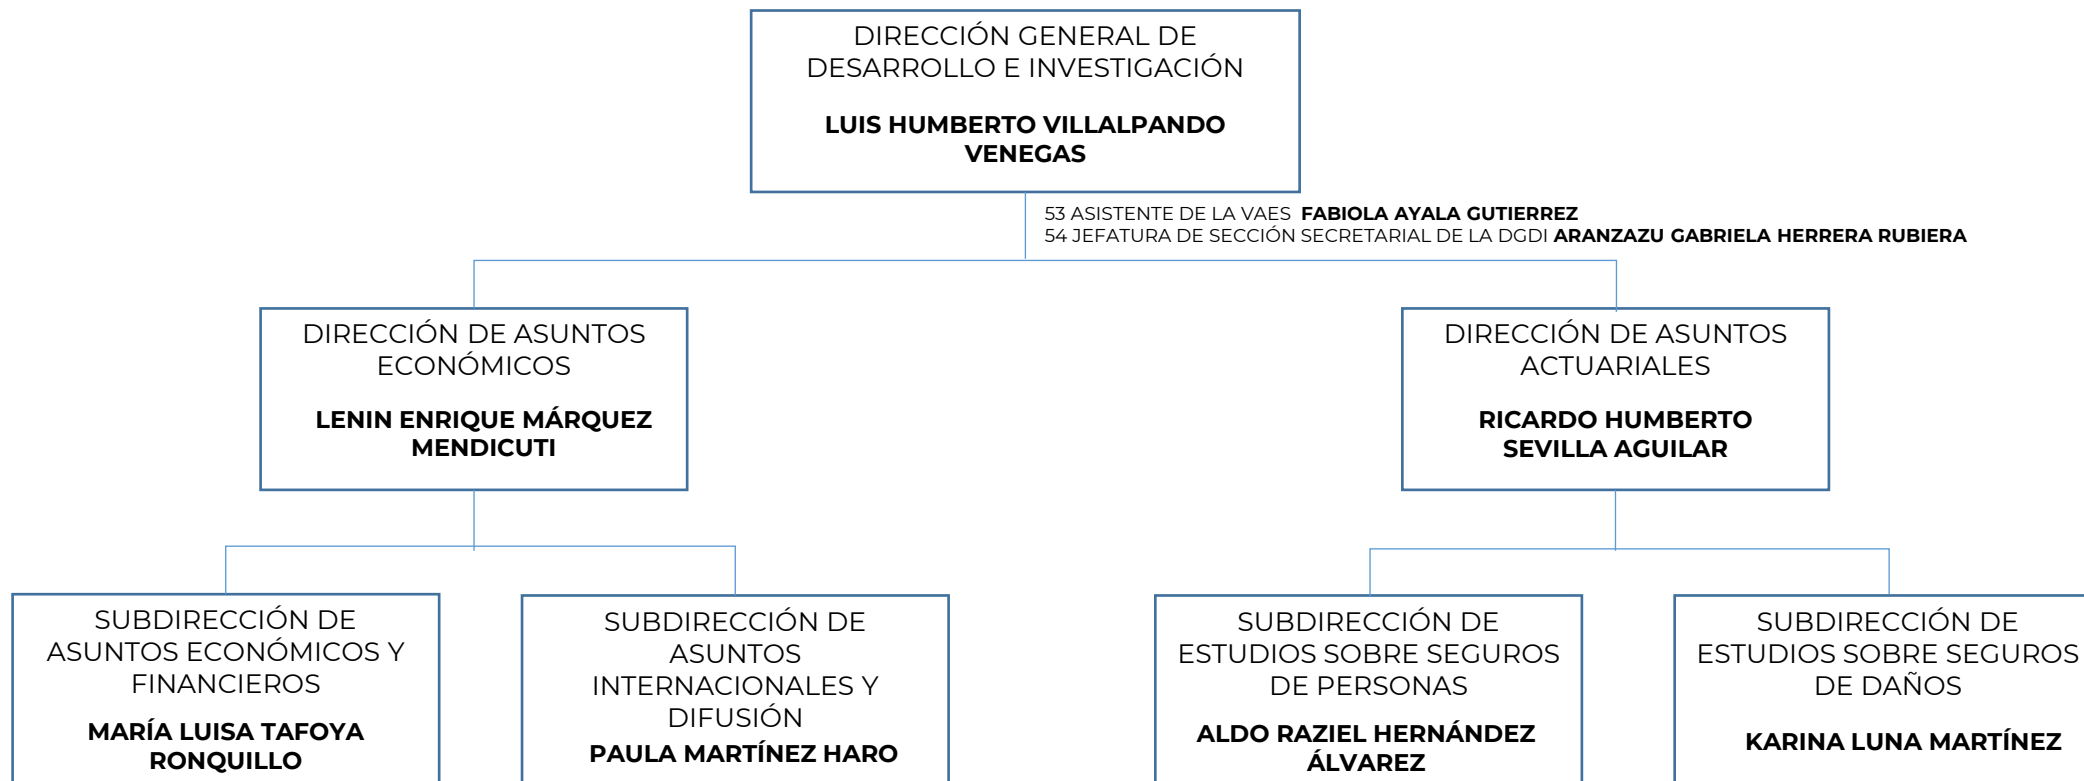 DIRECCIÓN GENERAL DE
DESARROLLO E INVESTIGACIÓN
LUIS HUMBERTO VILLALPANDO
VENEGAS
53 ASISTENTE DE LA VAES FABIOLA AYALA GUTIERREZ
54 JEFATURA DE SECCIÓN SECRETARIAL DE LA DGDI ARANZAZU GABRIELA HERRERA RUBIERA
DIRECCIÓN DE ASUNTOS
ECONÓMICOS
LENIN ENRIQUE MÁRQUEZ
MENDICUTI
DIRECCIÓN DE ASUNTOS
ACTUARIALES
RICARDO HUMBERTO
SEVILLA AGUILAR
SUBDIRECCIÓN DE
ASUNTOS ECONÓMICOS Y
FINANCIEROS
MARÍA LUISA TAFOYA
RONQUILLO
SUBDIRECCIÓN DE
ASUNTOS
INTERNACIONALES Y
DIFUSIÓN
PAULA MARTÍNEZ HARO
SUBDIRECCIÓN DE
ESTUDIOS SOBRE SEGUROS
DE PERSONAS
ALDO RAZIEL HERNÁNDEZ
ÁLVAREZ
SUBDIRECCIÓN DE
ESTUDIOS SOBRE SEGUROS
DE DAÑOS
KARINA LUNA MARTÍNEZ